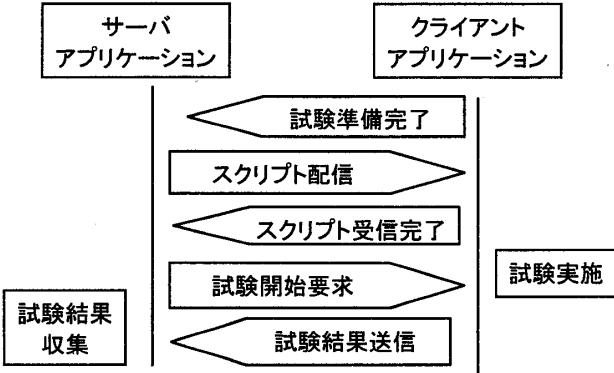 サーバ
アプリケーション
クライアント
アプリケーション
試験準備完了
スクリプト配信
スクリプト受信完了
試験開始要求
試験実施
試験結果
収集
試験結果送信